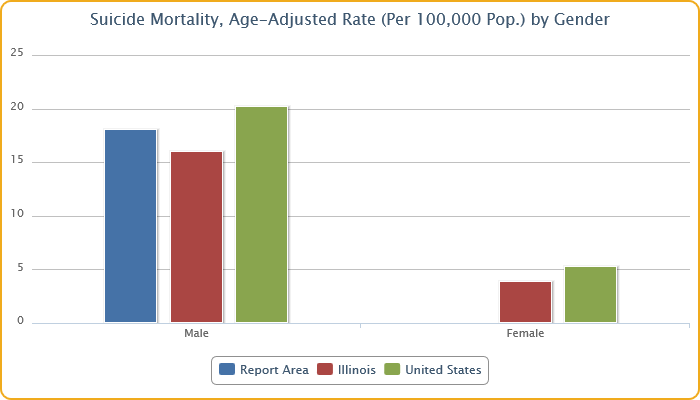 Suicide Mortality, Age-Adjusted Rate (Per 100,000 Pop.) by Gender
25
20
15
10
5
0
Male Female
Report Area Illinois United States